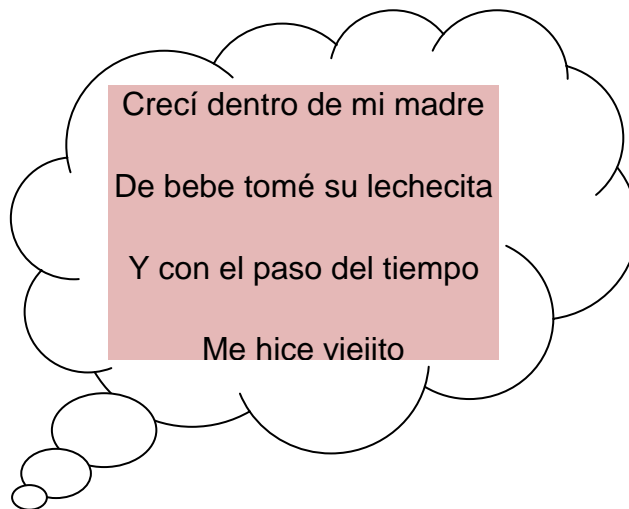 Crecí dentro de mi madre
De bebe tomé su lechecita
Y con el paso del tiempo
Me hice viejito